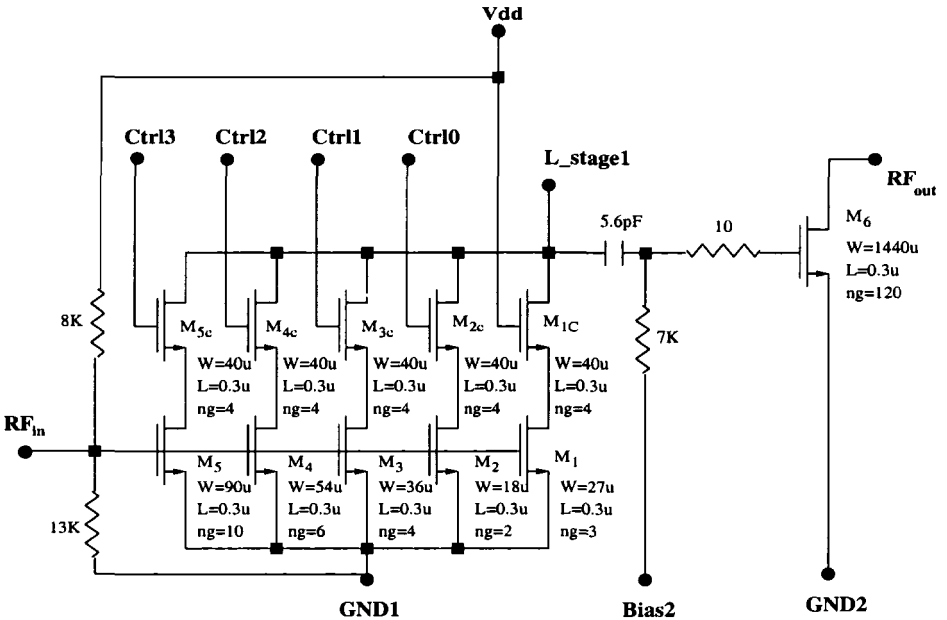 Vdd
Ctrl3
Ctrl2
Ctrl1
Ctrl0
L_stage1
RFout
5.6pF
10
M6
W=1440u
L=0.3u
ng=120
8K
M5c
M4c
M3c
M2c
M1C
7K
W=40u
L=0.3u
ng=4
W=40u
L=0.3u
ng=4
W=40u
L=0.3u
ng=4
W=40u
L=0.3u
ng=4
W=40u
L=0.3u
ng=4
RFin
M5
W=90u
L=0.3u
ng=10
M4
W=54u
L=0.3u
ng=6
M3
W=36u
L=0.3u
ng=4
M2
W=18u
L=0.3u
ng=2
M1
W=27u
L=0.3u
ng=3
13K
GND1
Bias2
GND2